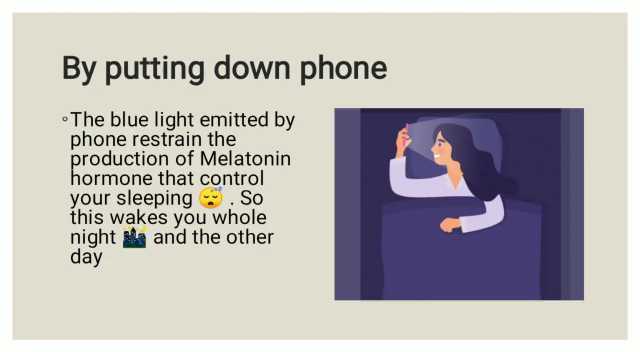 By putting down phone
◦The blue light emitted by
phone restrain the
production of Melatonin
hormone that control
your sleeping 😴 . So
this wakes you whole
night 🌃 and the other
day